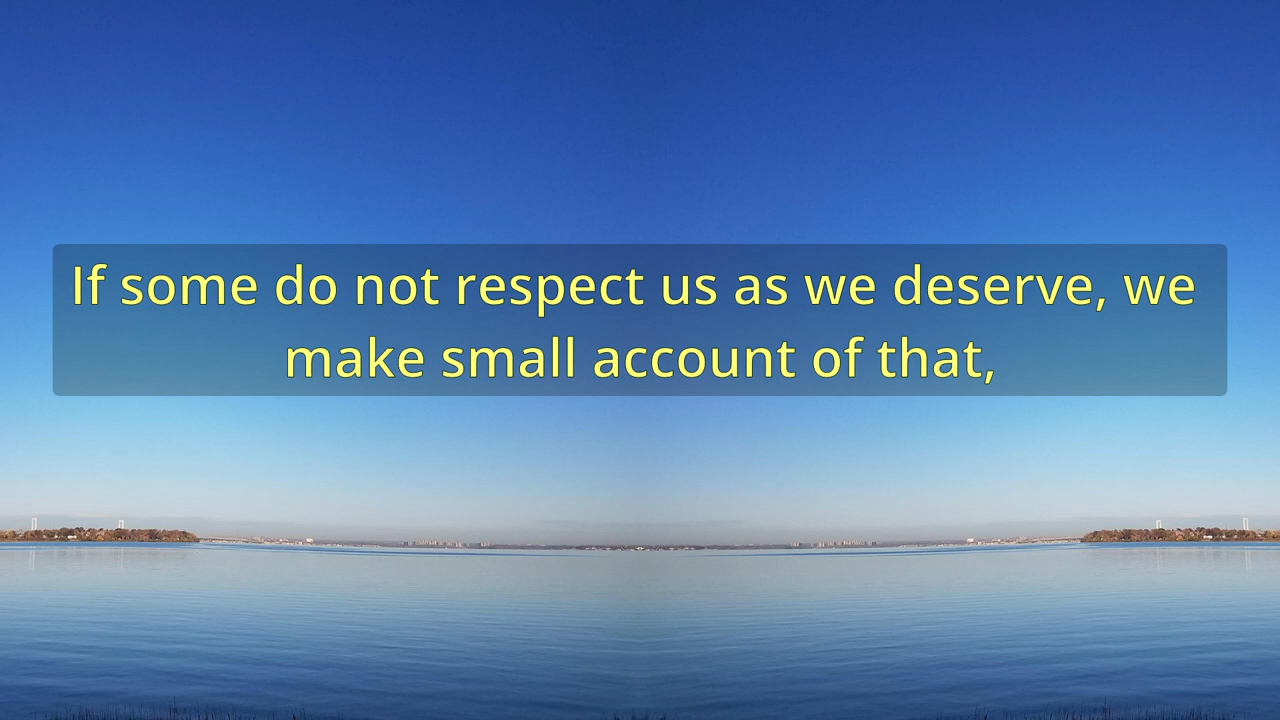 If some do not respect us as we deserve, we
make small account of that,